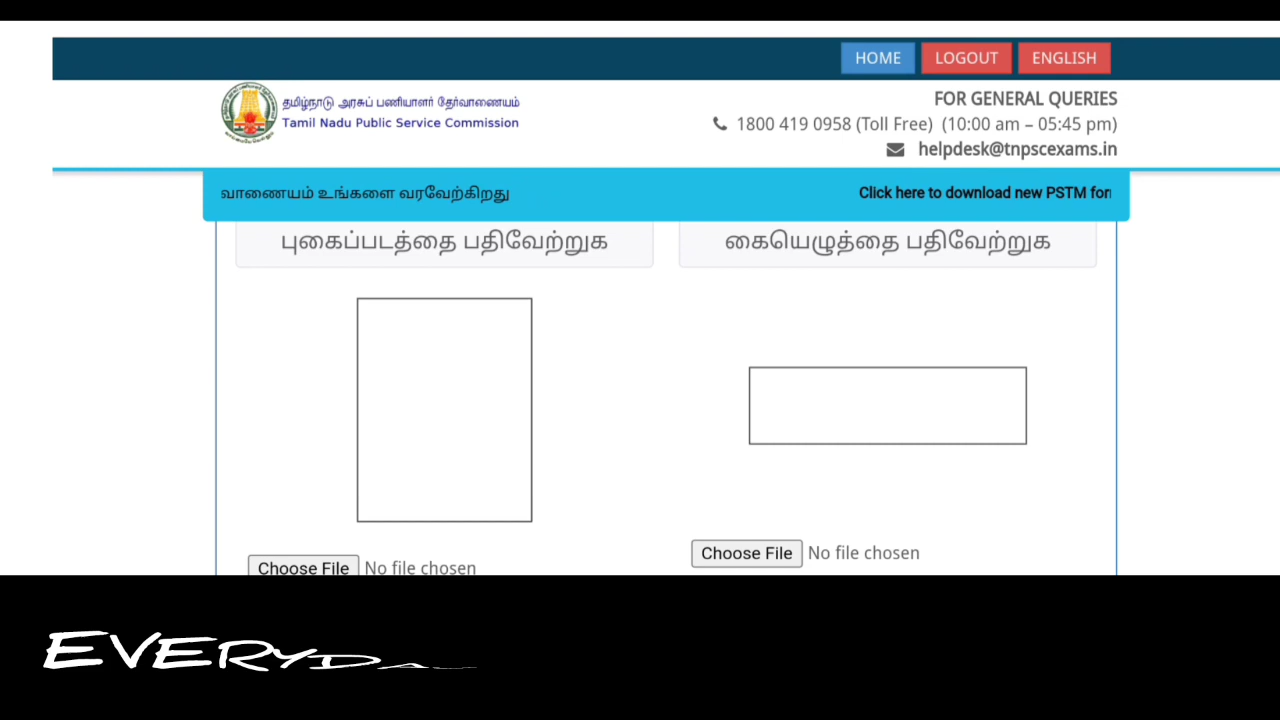 HOME LOGOUT ENGLISH
தமிழ்நாடு அரசுப் பணியாளர் தேர்வாணையம்
Tamil Nadu Public Service Commission
FOR GENERAL QUERIES
1800 419 0958 (Toll Free) (10:00 am – 05:45 pm)
helpdesk@tnpscexams.in
வாணையம் உங்களை வரவேற்கிறது
Click here to download new PSTM for
புகைப்படத்தை பதிவேற்றுக
கையெழுத்தை பதிவேற்றுக
Choose File No file chosen
Choose File No file chosen
EVERYDA